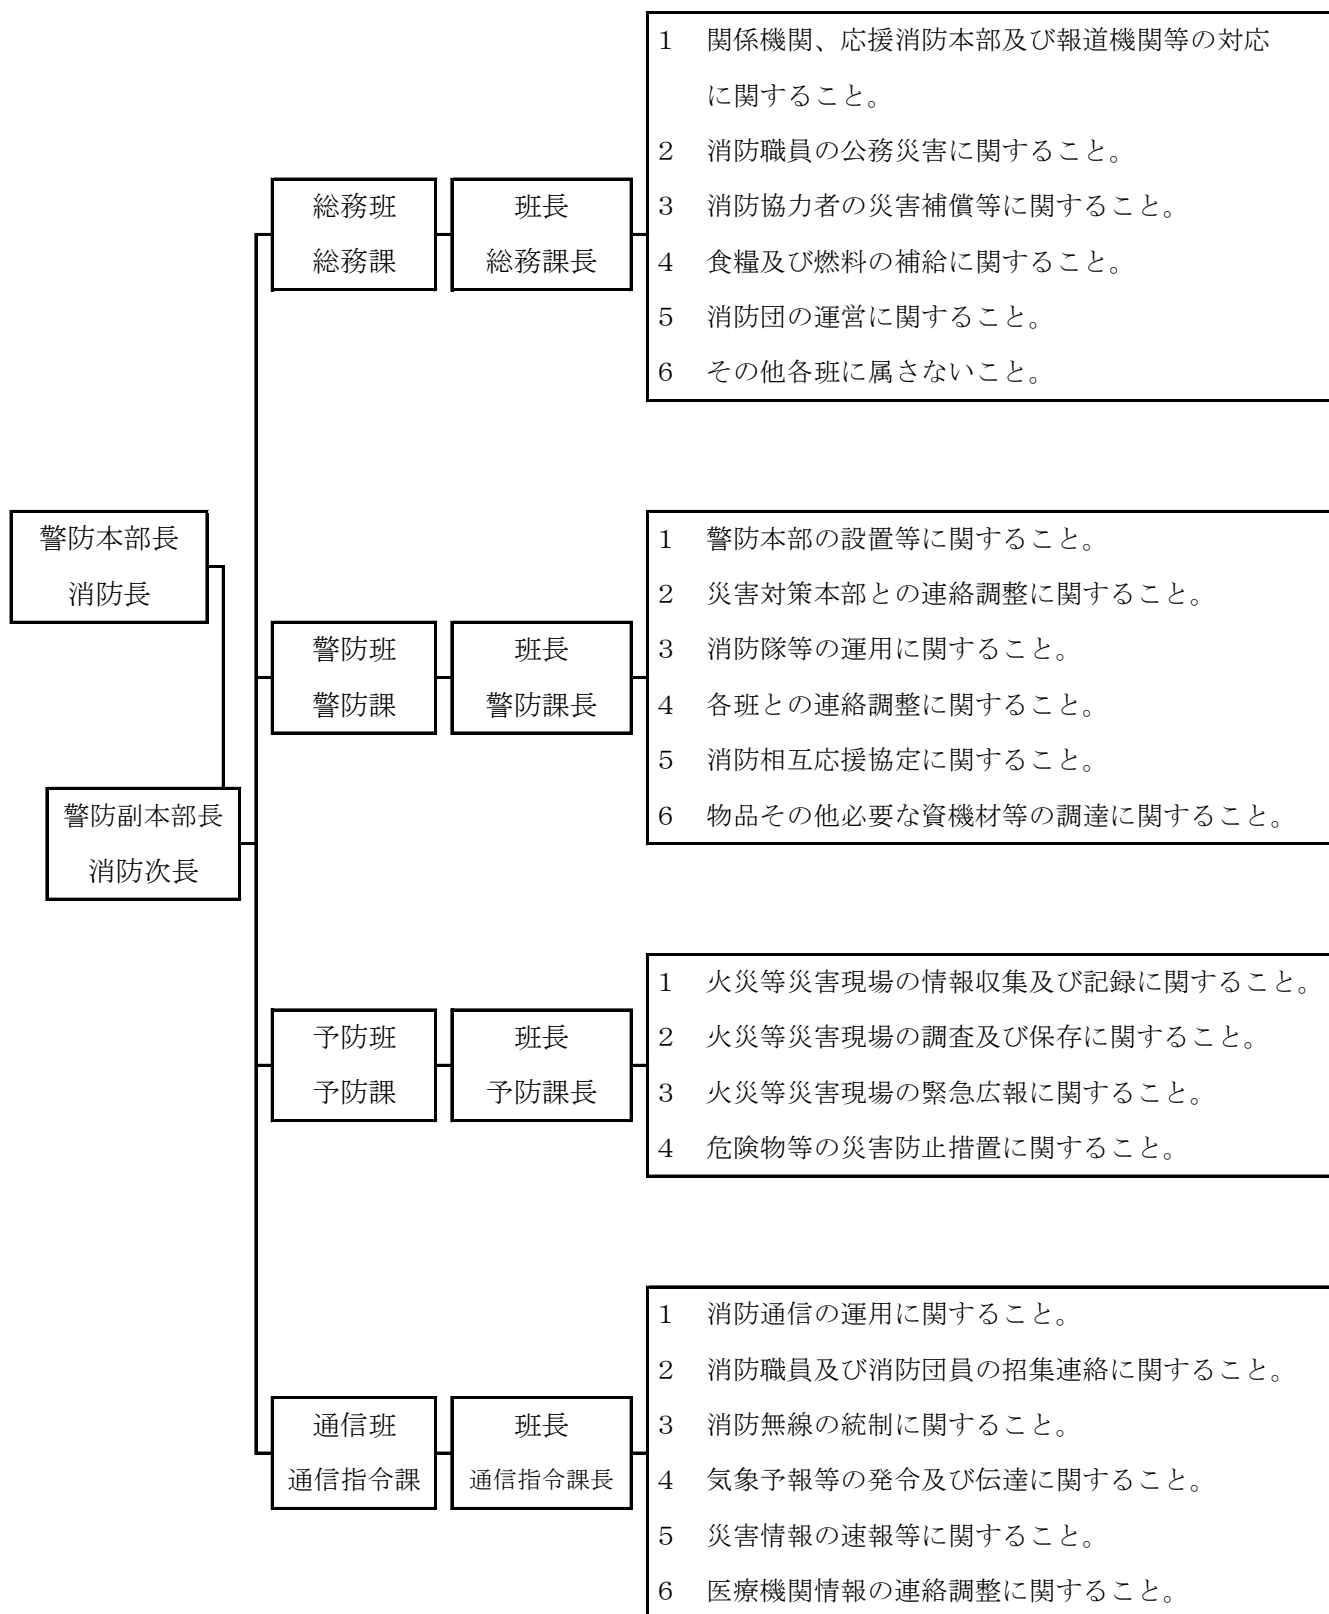 警防本部長
消防長
警防副本部長
消防次長
総務班
総務課
班長
総務課長
1　関係機関、応援消防本部及び報道機関等の対応
に関すること。
2　消防職員の公務災害に関すること。
3　消防協力者の災害補償等に関すること。
4　食糧及び燃料の補給に関すること。
5　消防団の運営に関すること。
6　その他各班に属さないこと。
警防班
警防課
班長
警防課長
1　警防本部の設置等に関すること。
2　災害対策本部との連絡調整に関すること。
3　消防隊等の運用に関すること。
4　各班との連絡調整に関すること。
5　消防相互応援協定に関すること。
6　物品その他必要な資機材等の調達に関すること。
予防班
予防課
班長
予防課長
1　火災等災害現場の情報収集及び記録に関すること。
2　火災等災害現場の調査及び保存に関すること。
3　火災等災害現場の緊急広報に関すること。
4　危険物等の災害防止措置に関すること。
通信班
通信指令課
班長
通信指令課長
1　消防通信の運用に関すること。
2　消防職員及び消防団員の招集連絡に関すること。
3　消防無線の統制に関すること。
4　気象予報等の発令及び伝達に関すること。
5　災害情報の速報等に関すること。
6　医療機関情報の連絡調整に関すること。